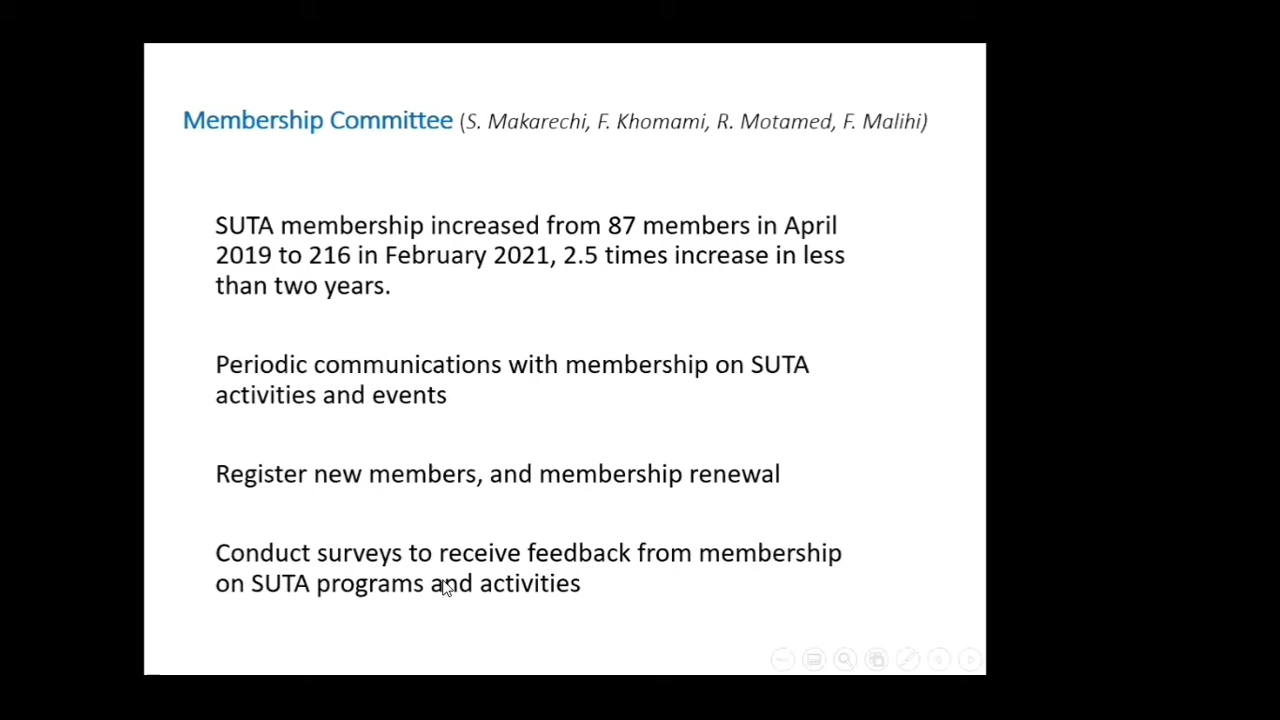 Membership Committee (S. Makarechi, F. Khomami, R. Motamed, F. Malihi)
SUTA membership increased from 87 members in April
2019 to 216 in February 2021, 2.5 times increase in less
than two years.
Periodic communications with membership on SUTA
activities and events
Register new members, and membership renewal
Conduct surveys to receive feedback from membership
on SUTA programs and activities